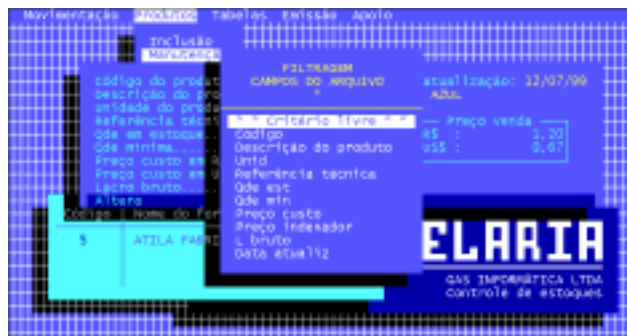 Movimentação Produtos Tabelas Emissão Apoio
Inclusão
Manutenç
FILTRAGEM
CAMPOS DO ARQUIVO
*
código do produt
descrição do pro
unidade do produ
Referência técni
Qde em estoque..
Qde mínima......
Preço custo em R
Preço custo em U
Lucro bruto.....
Altera
atualização: 12/07/99
AZUL
Preço venda
R$ : 1,20
US$ : 0,67
* * Critério livre * *
Código
Descrição do produto
Unid
Referência técnica
Qde est
Qde min
Preço custo
Preço indexador
L bruto
Data atualiz
Código Nome do for
5 ATILA FABRI
ELARIA
GAS INFORMÁTICA LTDA
Controle de estoques